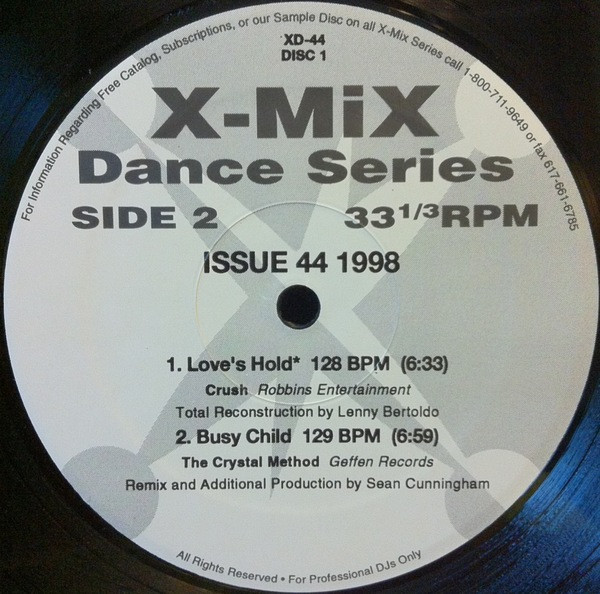 For Information Regarding Free Catalog, Subscriptions, or our Sample Disc on all X-Mix Series call 1-800-711-9649 or fax 617-661-6785
XD-44
DISC 1
X-MiX
Dance Series
SIDE 2 33 1/3 RPM
ISSUE 44 1998
1. Love's Hold* 128 BPM (6:33)
Crush Robbins Entertainment
Total Reconstruction by Lenny Bertoldo
2. Busy Child 129 BPM (6:59)
The Crystal Method Geffen Records
Remix and Additional Production by Sean Cunningham
All Rights Reserved • For Professional DJs Only